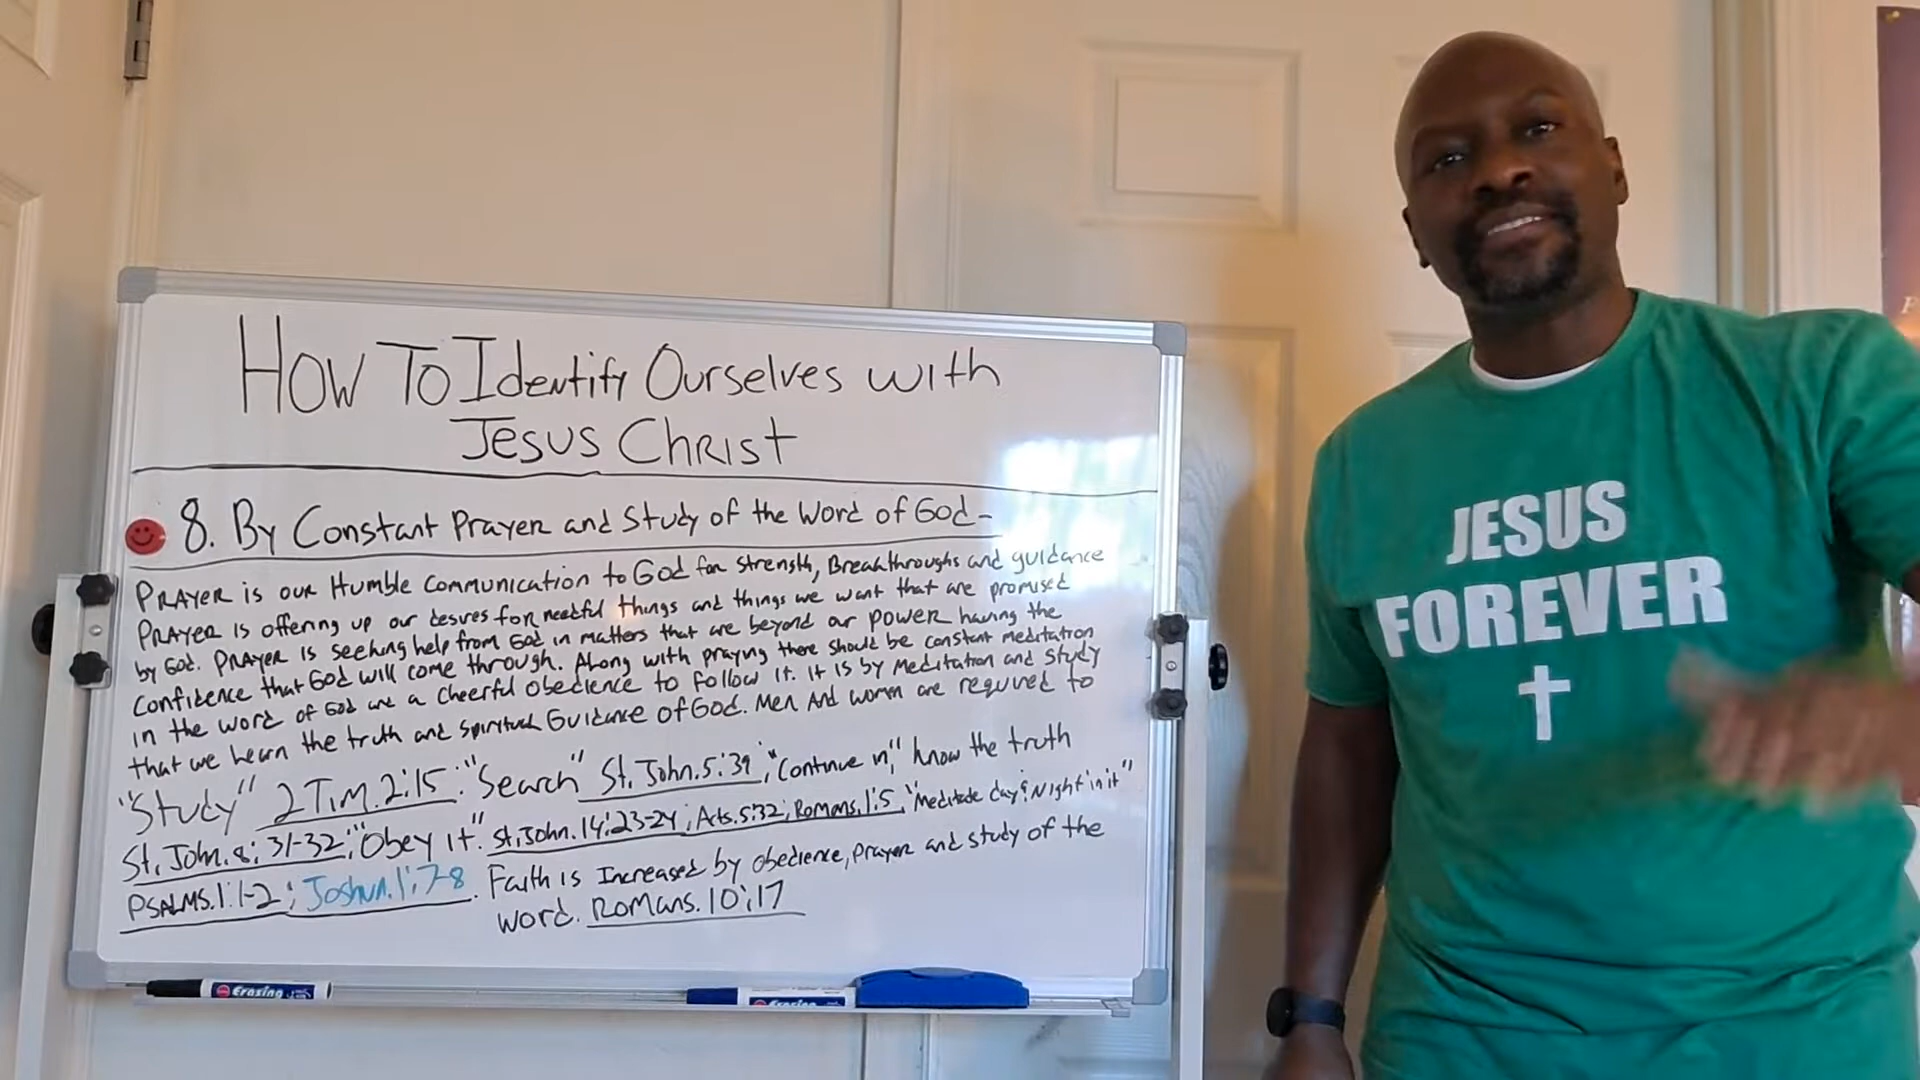 How To Identify Ourselves with
Jesus Christ
8. By Constant Prayer and Study of the Word of God-
Prayer is our Humble Communication to God for Strength, Breakthroughs and guidance
Prayer is offering up our desires for needful things and things we want that are promised
by God. Prayer is seeking help from God in matters that are beyond our power having the
confidence that God will come through. Along with praying there should be constant meditation
in the word of God and a cheerful obedience to follow it. It is by Meditation and Study
that we learn the truth and spiritual Guidance of God. Men And women are required to
"Study" 2 Tim. 2:15; "Search" St. John. 5:39; "Continue in," know the truth
St. John. 8:31-32; "Obey it". St. John. 14:23-24; Acts. 5:32; Romans. 1:5, "Meditate day & Night in it"
Psalms. 1:1-2; Joshua. 1:7-8. Faith is Increased by obedience, prayer and study of the
word. Romans. 10:17
Erasing
Erasing
JESUS
FOREVER